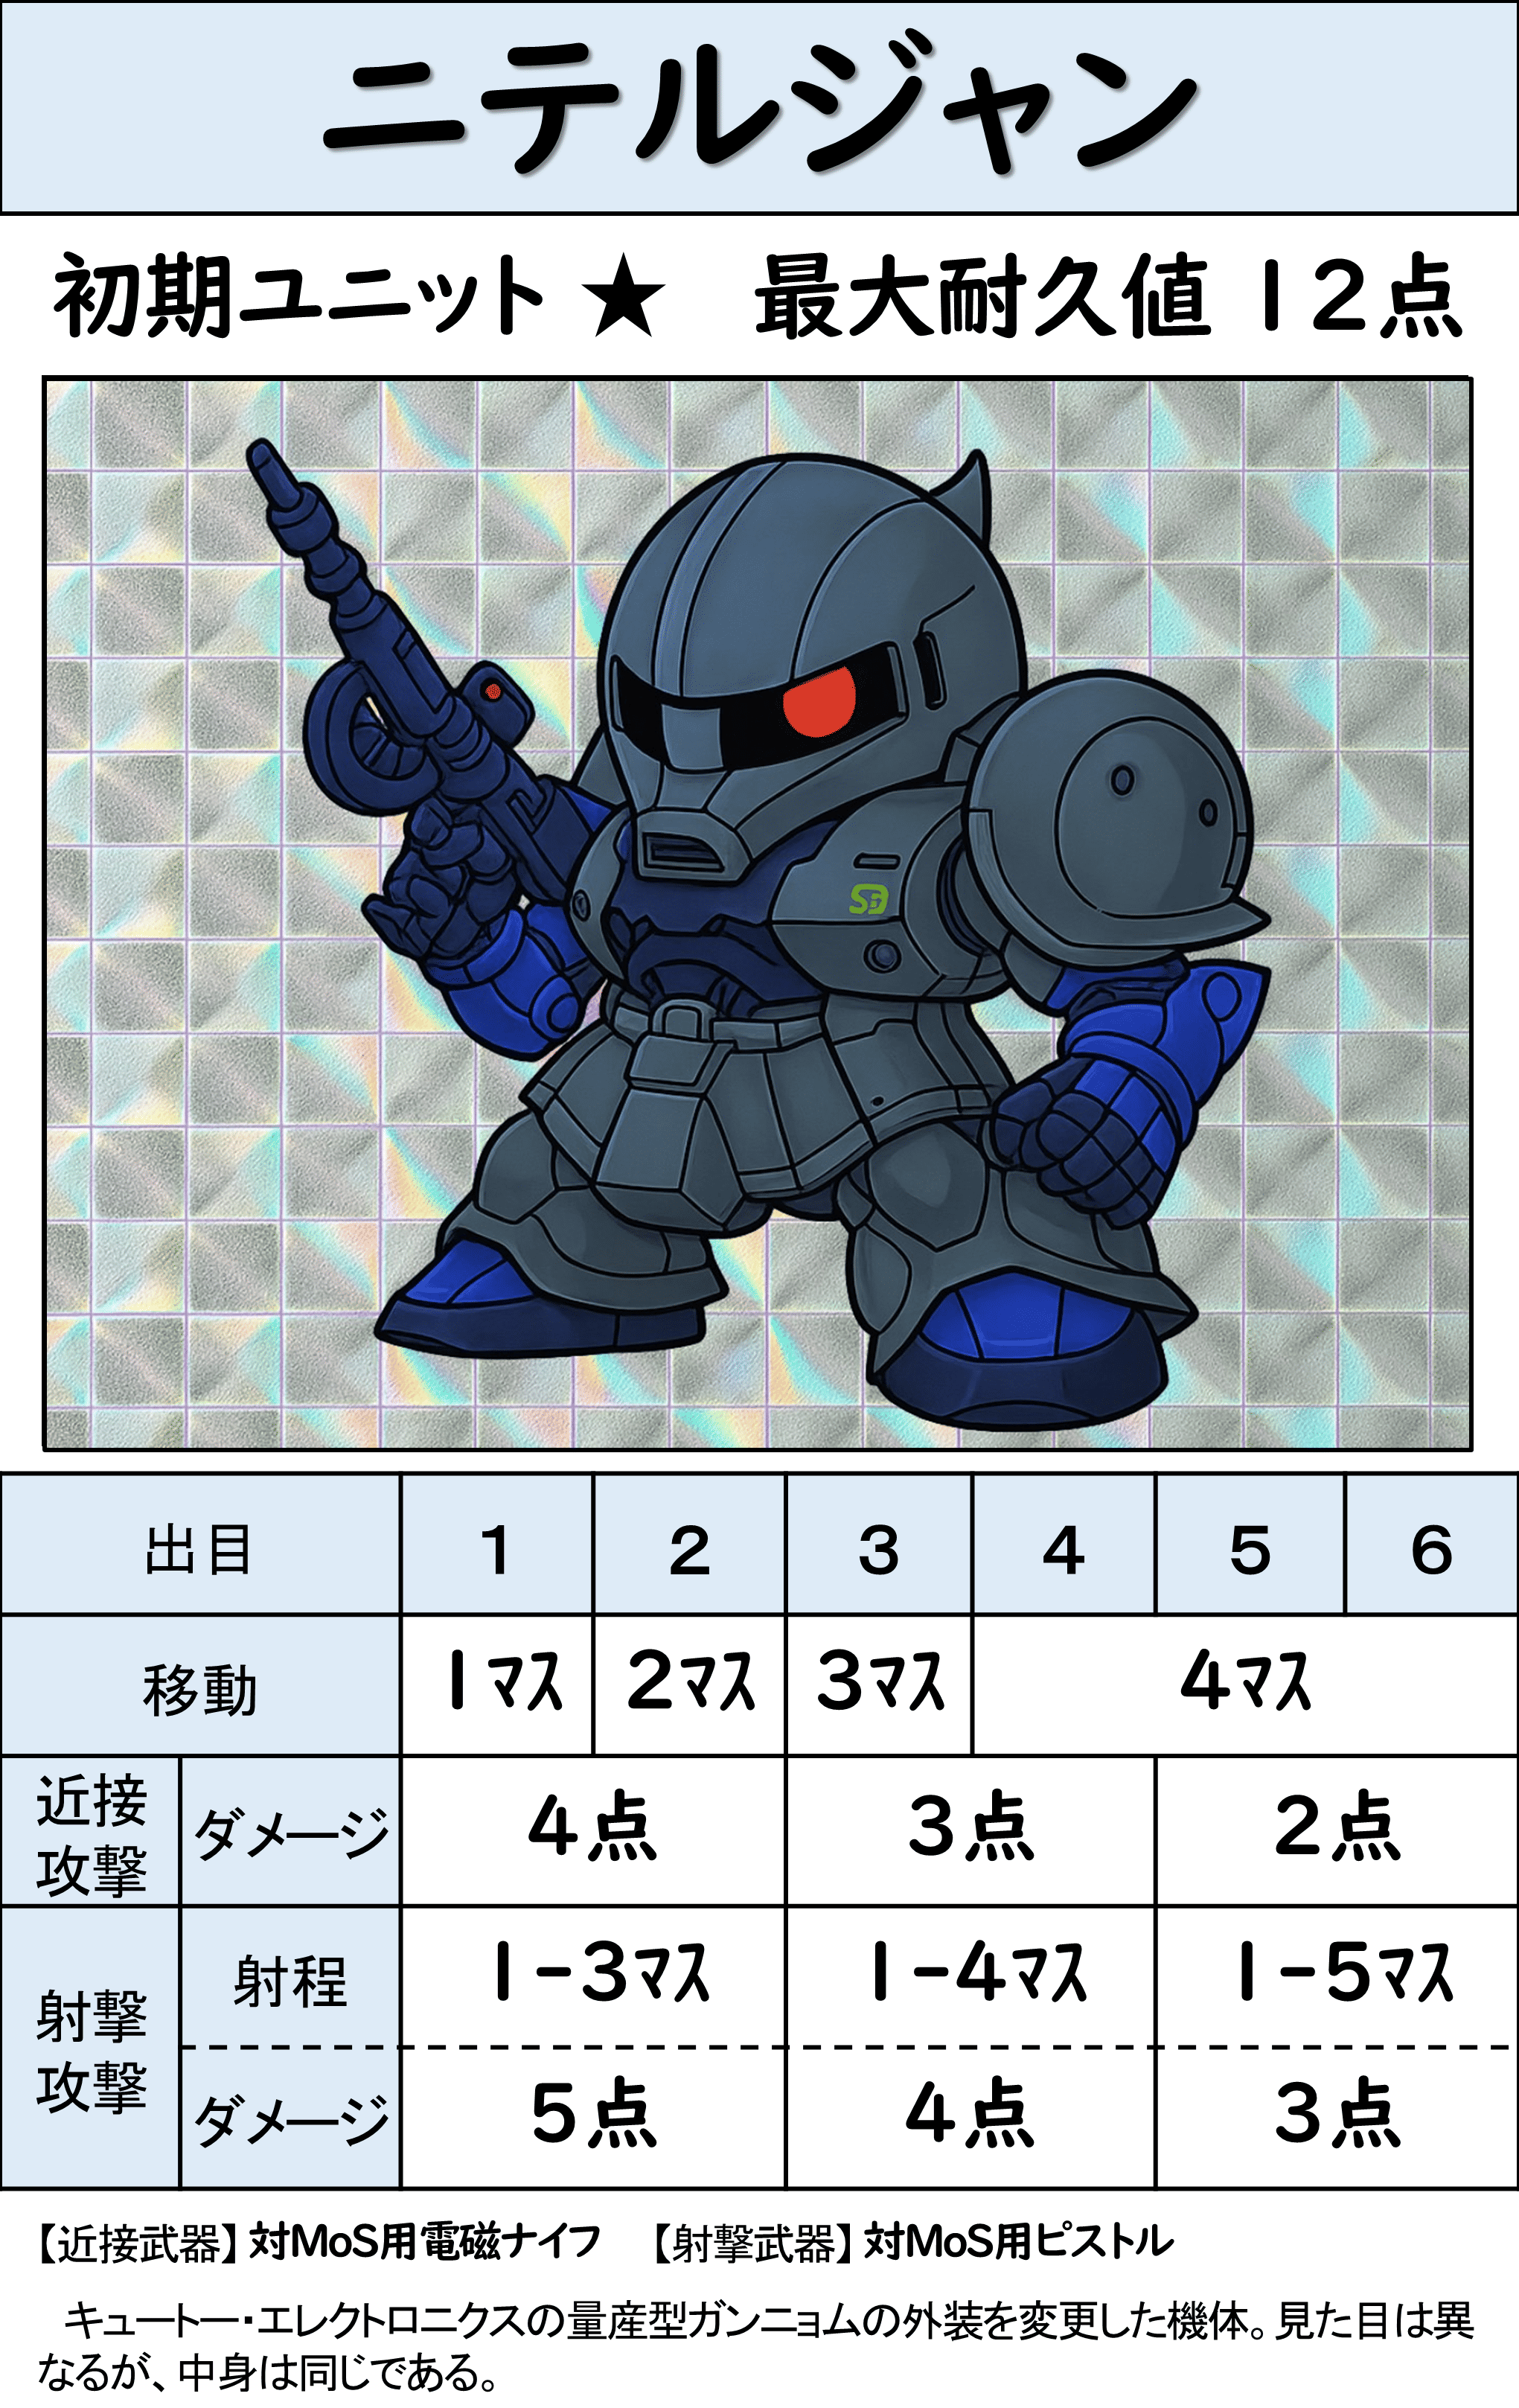 ニテルジャン
初期ユニット ★　最大耐久値 12点
SD
出目 1 2 3 4 5 6
移動 1マス 2マス 3マス 4マス
近接攻撃 ダメージ 4点 3点 2点
射撃攻撃 射程 1-3マス 1-4マス 1-5マス
ダメージ 5点 4点 3点
【近接武器】対MoS用電磁ナイフ　【射撃武器】対MoS用ピストル
キュートー・エレクトロニクスの量産型ガンニョムの外装を変更した機体。見た目は異
なるが、中身は同じである。